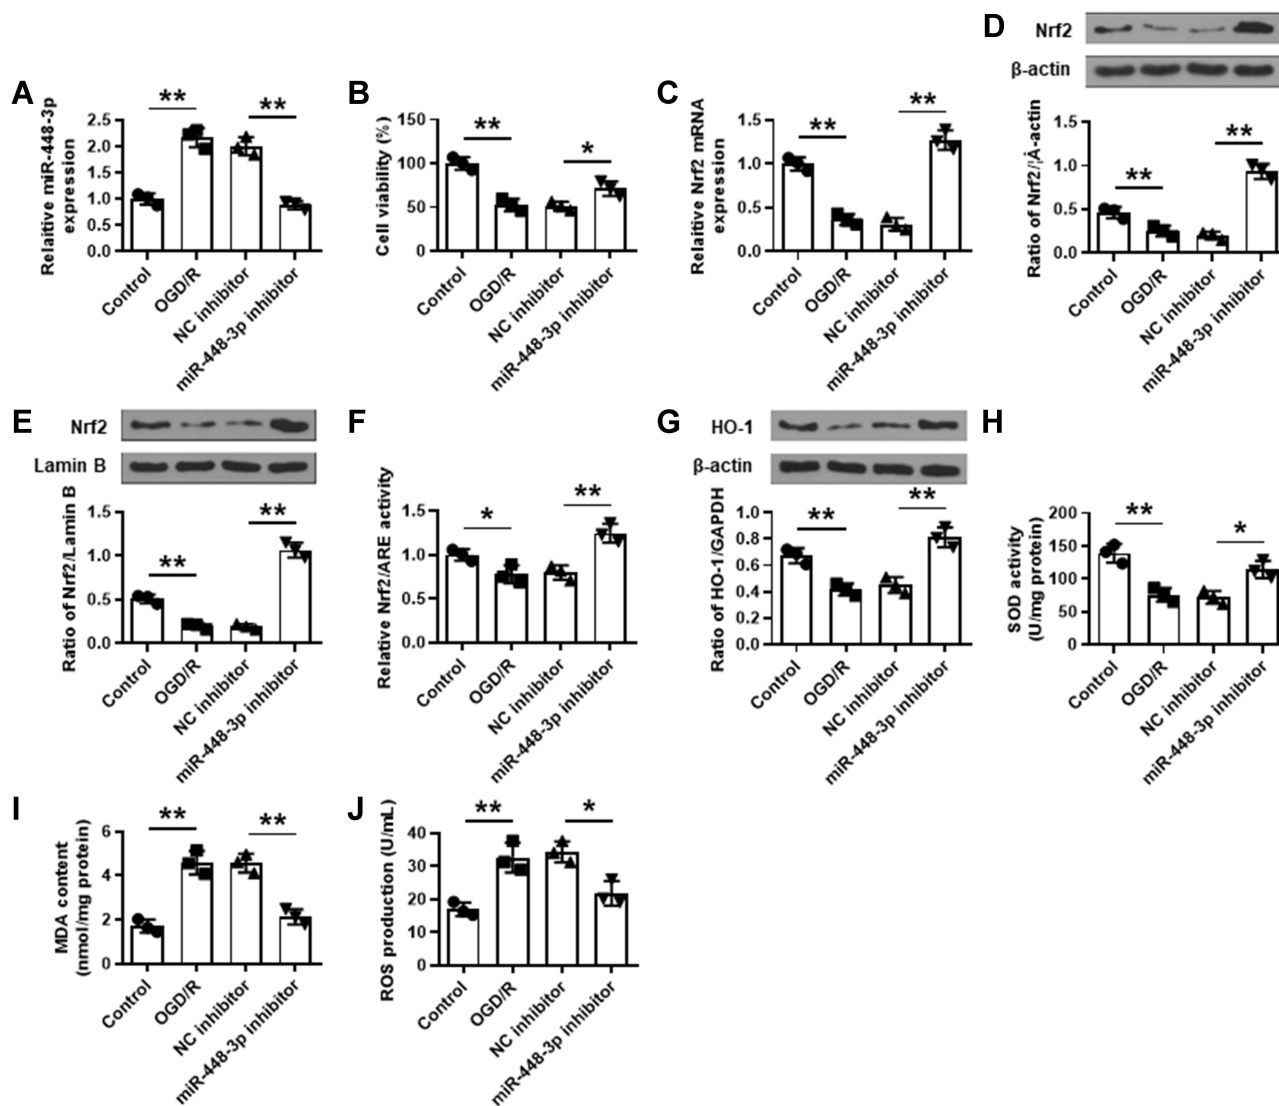 A
**
**
Relaitive miR-448-3p
expression
2.5
2.0
1.5
1.0
0.5
0.0
Control
OGD/R
NC inhibitor
miR-448-3p inhibitor
B
**
*
Cell viability (%)
150
100
50
0
Control
OGD/R
NC inhibitor
miR-448-3p inhibitor
C
**
**
Relaitive Nrf2 mRNA
expression
1.5
1.0
0.5
0.0
Control
OGD/R
NC inhibitor
miR-448-3p inhibitor
D
Nrf2
β-actin
**
**
Ratio of Nrf2/¦Â-actin
1.5
1.0
0.5
0.0
Control
OGD/R
NC inhibitor
miR-448-3p inhibitor
E
Nrf2
Lamin B
**
**
Ratio of Nrf2/Lamin B
1.5
1.0
0.5
0.0
Control
OGD/R
NC inhibitor
miR-448-3p inhibitor
F
*
**
Relative Nrf2/ARE activity
1.5
1.0
0.5
0.0
Control
OGD/R
NC inhibitor
miR-448-3p inhibitor
G
HO-1
β-actin
**
**
Ratio of HO-1/GAPDH
1.0
0.8
0.6
0.4
0.2
0.0
Control
OGD/R
NC inhibitor
miR-448-3p inhibitor
H
**
*
SOD activity
(U/mg protein)
200
150
100
50
0
Control
OGD/R
NC inhibitor
miR-448-3p inhibitor
I
**
**
MDA content
(nmol/mg protein)
6
4
2
0
Control
OGD/R
NC inhibitor
miR-448-3p inhibitor
J
**
*
ROS production (U/mL)
40
30
20
10
0
Control
OGD/R
NC inhibitor
miR-448-3p inhibitor